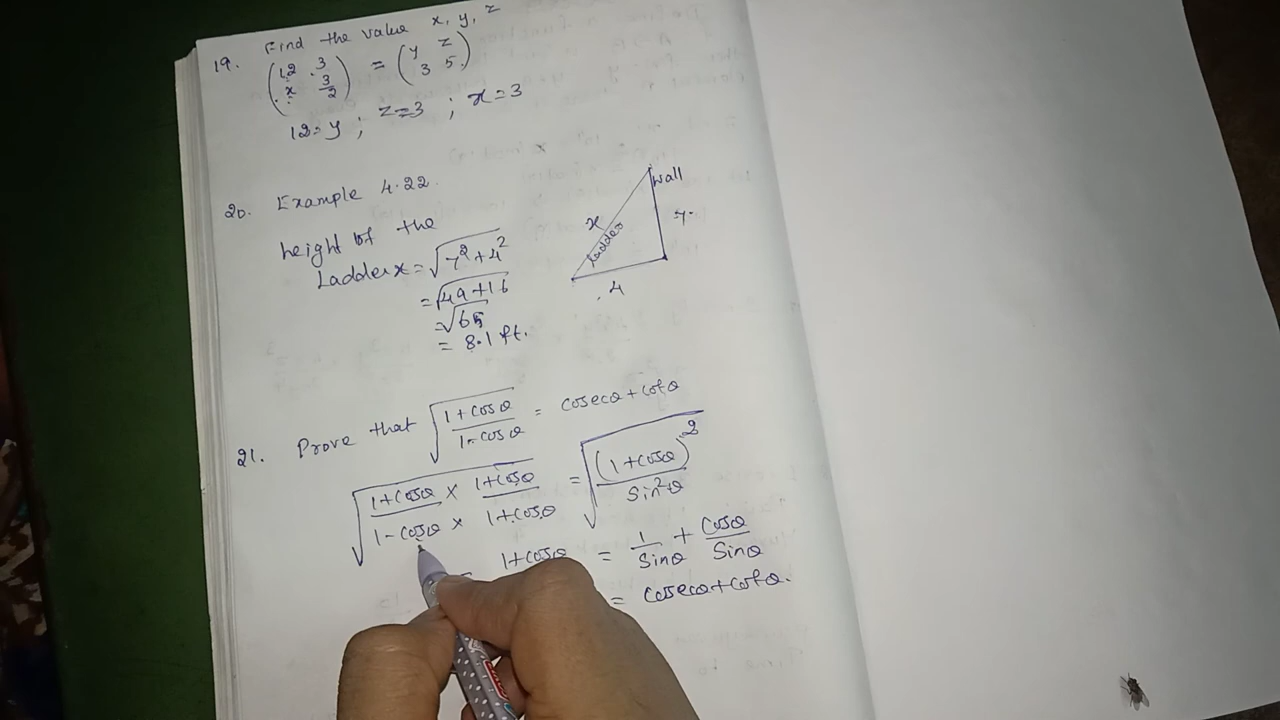 19. Find the value x, y, z
(12 3
x 3/2) = (y z
3 5)
12=y ; z=3 ; x=3
20. Example 4.22.
height of the
Ladder x = √7²+4²
= √49+16
= √65
= 8.1 ft.
wall
x
Ladder
7
4
21. Prove that √(1+cosθ/1-cosθ) = cosecθ+cotθ
√(1+cosθ/1-cosθ × 1+cosθ/1+cosθ) = √((1+cosθ)²/Sin²θ)
1+cosθ = 1/Sinθ + Cosθ/Sinθ
= cosecθ+cotθ.